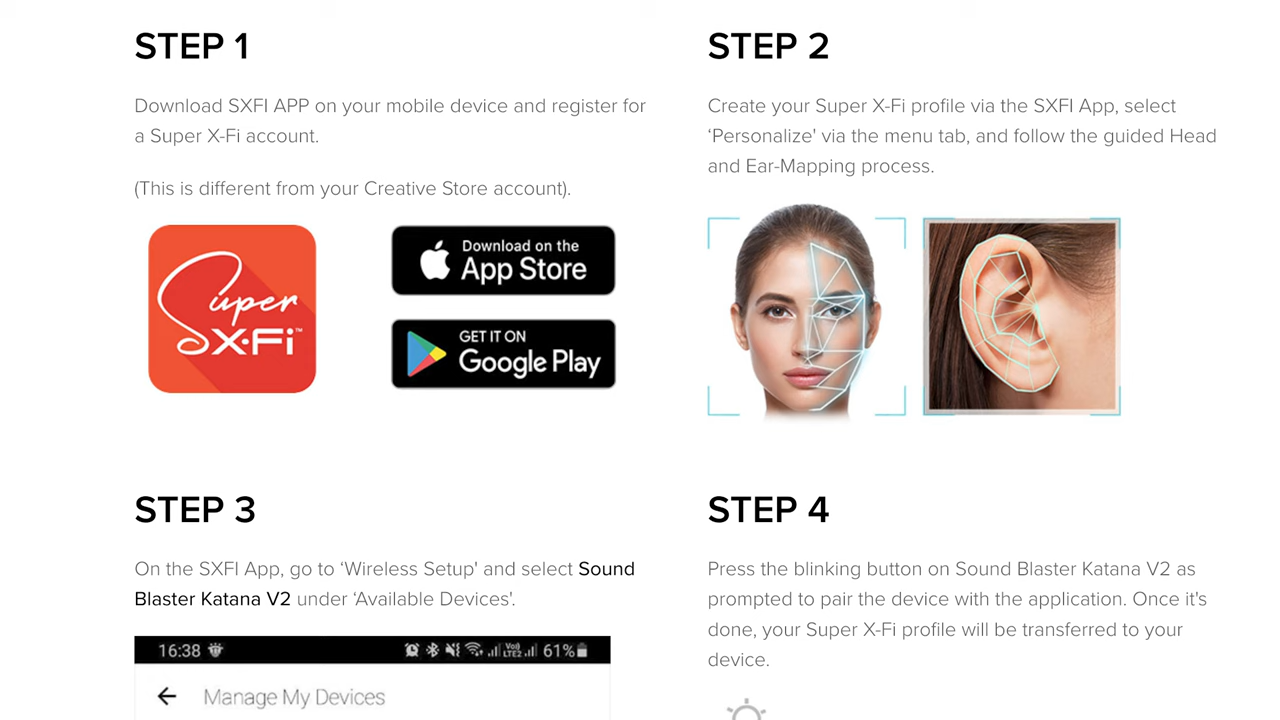 STEP 1
Download SXFI APP on your mobile device and register for
a Super X-Fi account.
(This is different from your Creative Store account).
Super
X-Fi™
Download on the
App Store
GET IT ON
Google Play
STEP 2
Create your Super X-Fi profile via the SXFI App, select
‘Personalize' via the menu tab, and follow the guided Head
and Ear-Mapping process.
STEP 3
On the SXFI App, go to ‘Wireless Setup' and select Sound
Blaster Katana V2 under ‘Available Devices'.
16:38 Vo) LTE2 61%
Manage My Devices
STEP 4
Press the blinking button on Sound Blaster Katana V2 as
prompted to pair the device with the application. Once it's
done, your Super X-Fi profile will be transferred to your
device.